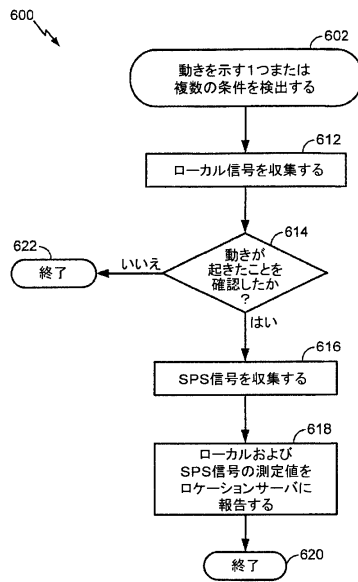 600
602
動きを示す1つまたは
複数の条件を検出する
612
ローカル信号を収集する
614
動きが
起きたことを
確認したか
?
622
終了
いいえ
はい
616
SPS信号を収集する
618
ローカルおよび
SPS信号の測定値を
ロケーションサーバに
報告する
620
終了